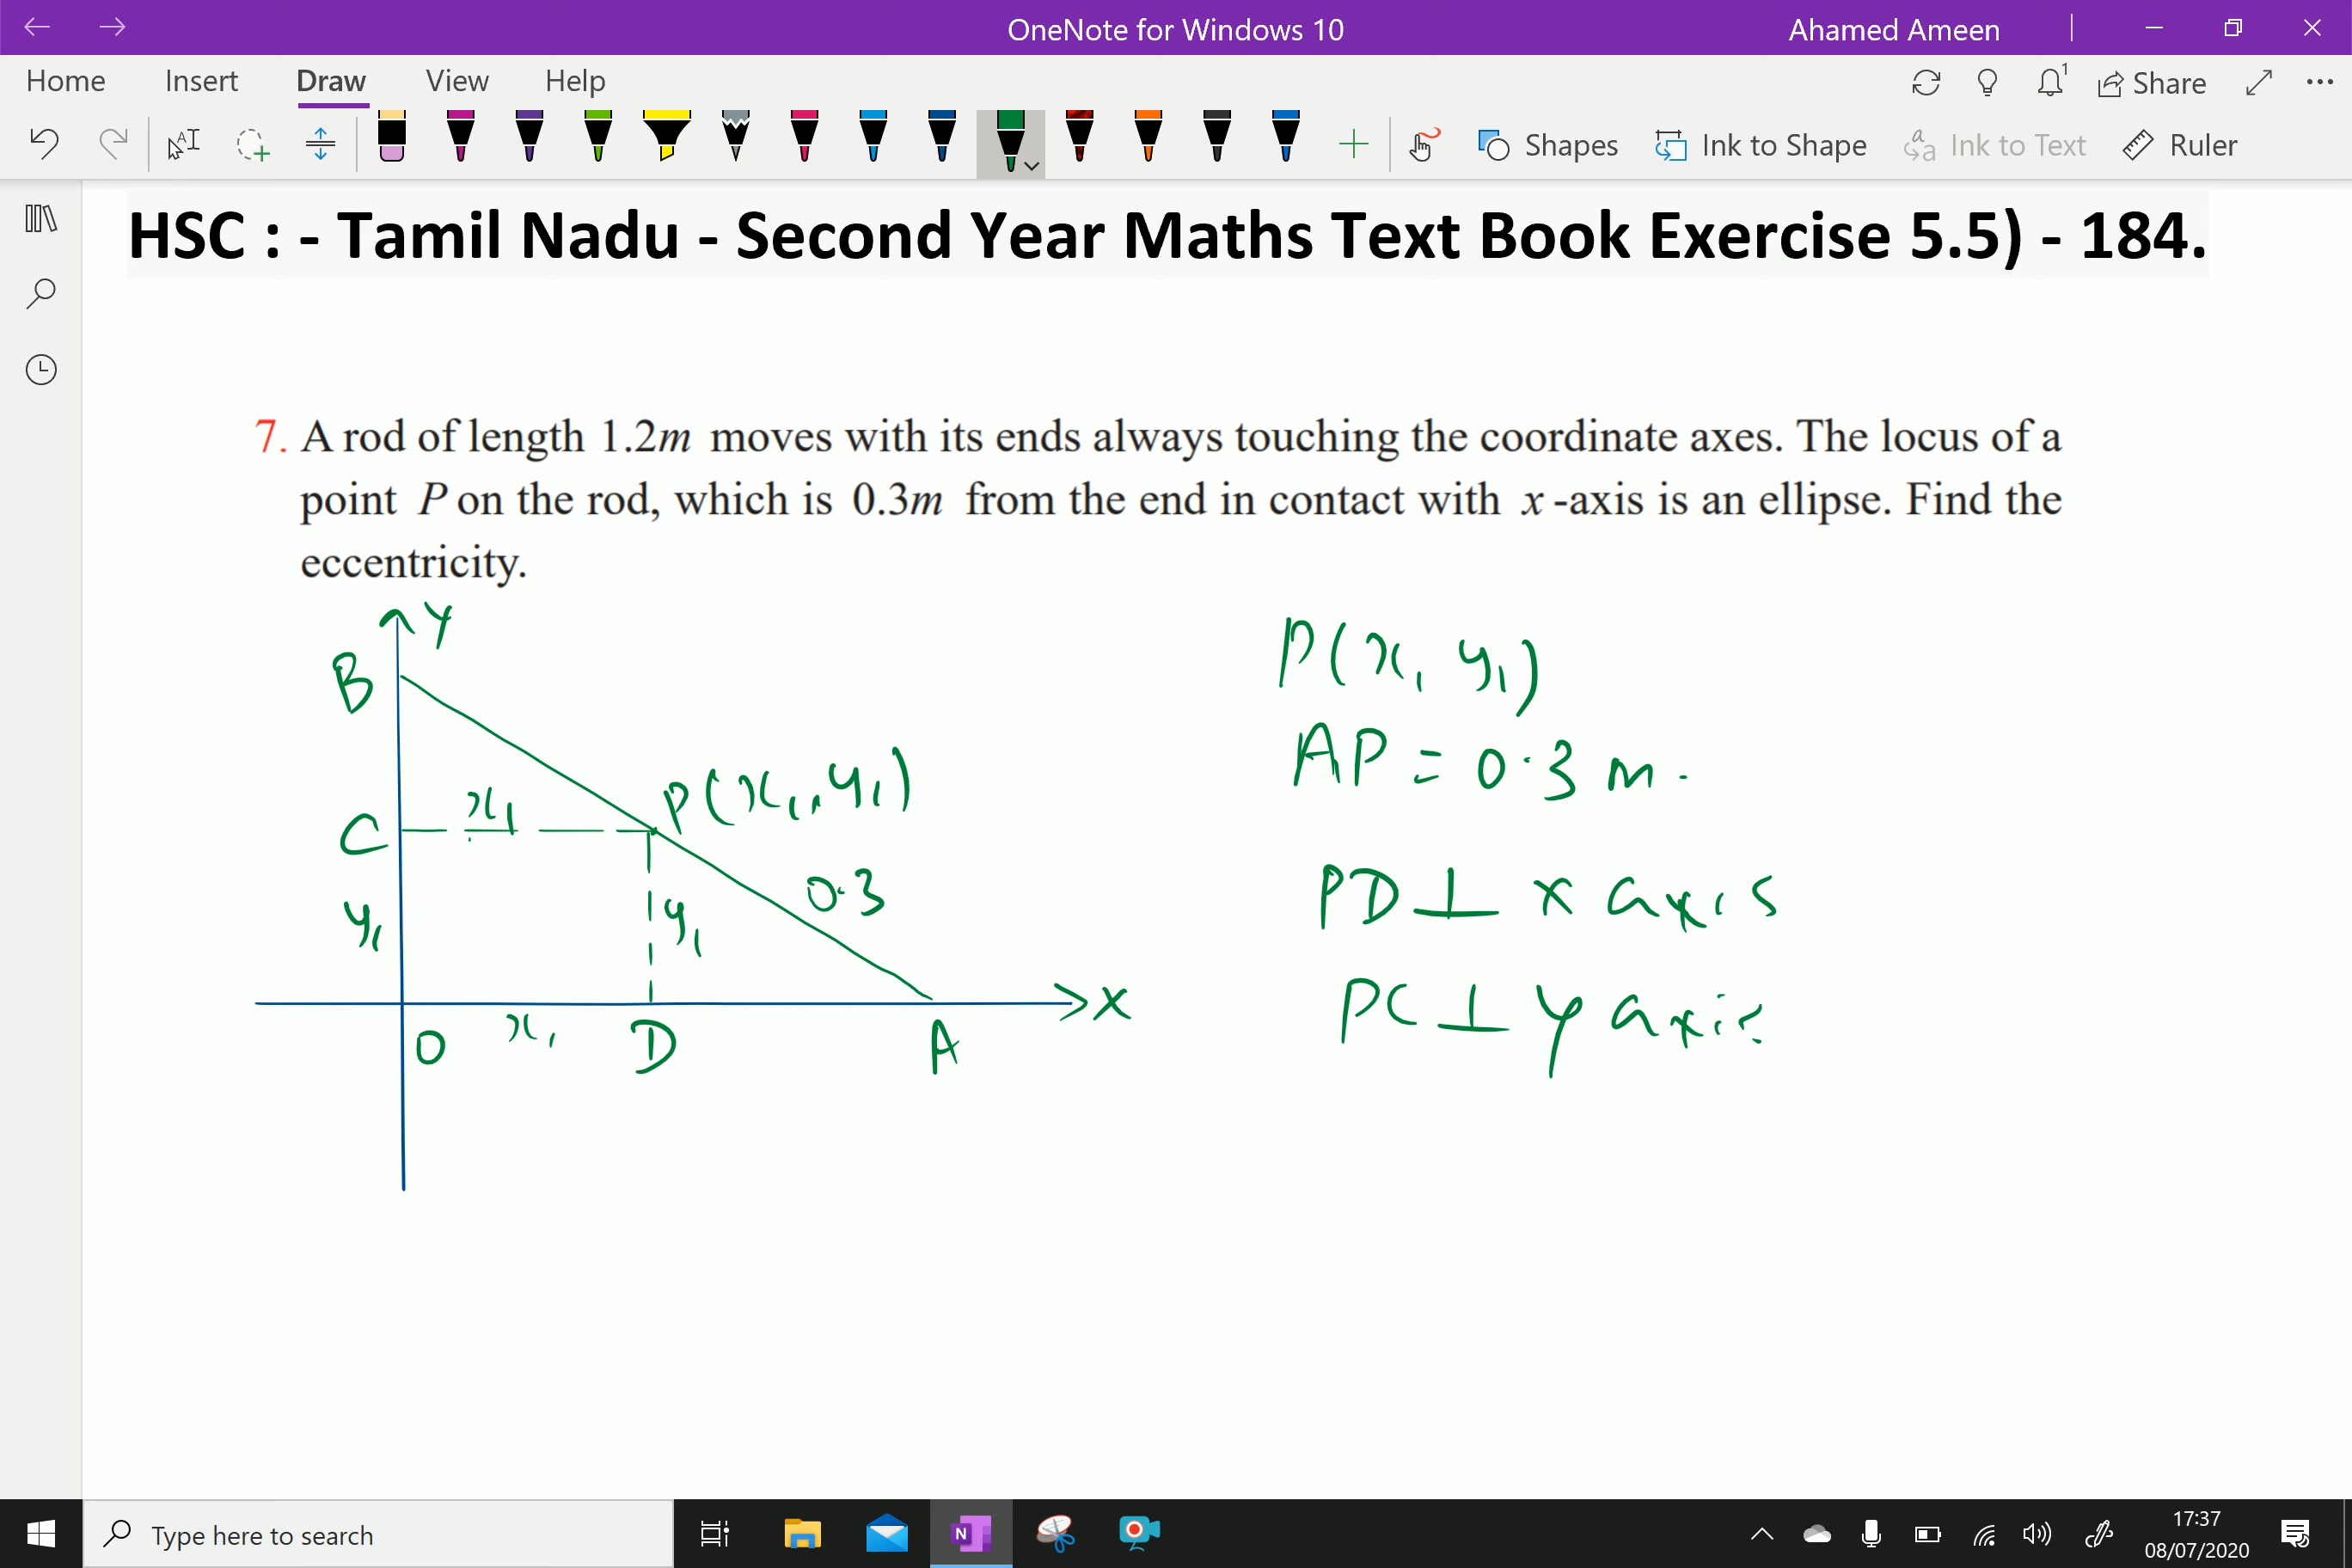 OneNote for Windows 10
Ahamed Ameen
Home Insert Draw View Help
1 Share
Shapes Ink to Shape Ink to Text Ruler
HSC : - Tamil Nadu - Second Year Maths Text Book Exercise 5.5) - 184.
7. A rod of length 1.2m moves with its ends always touching the coordinate axes. The locus of a
point P on the rod, which is 0.3m from the end in contact with x-axis is an ellipse. Find the
eccentricity.
Y
B
P(x₁, y₁)
x₁
C
0.3
y₁
y₁
X
O
x₁
D
A
P(x₁ y₁)
AP = 0.3 m.
PD ⊥ x axis
PC ⊥ y axis
Type here to search
17:37
08/07/2020